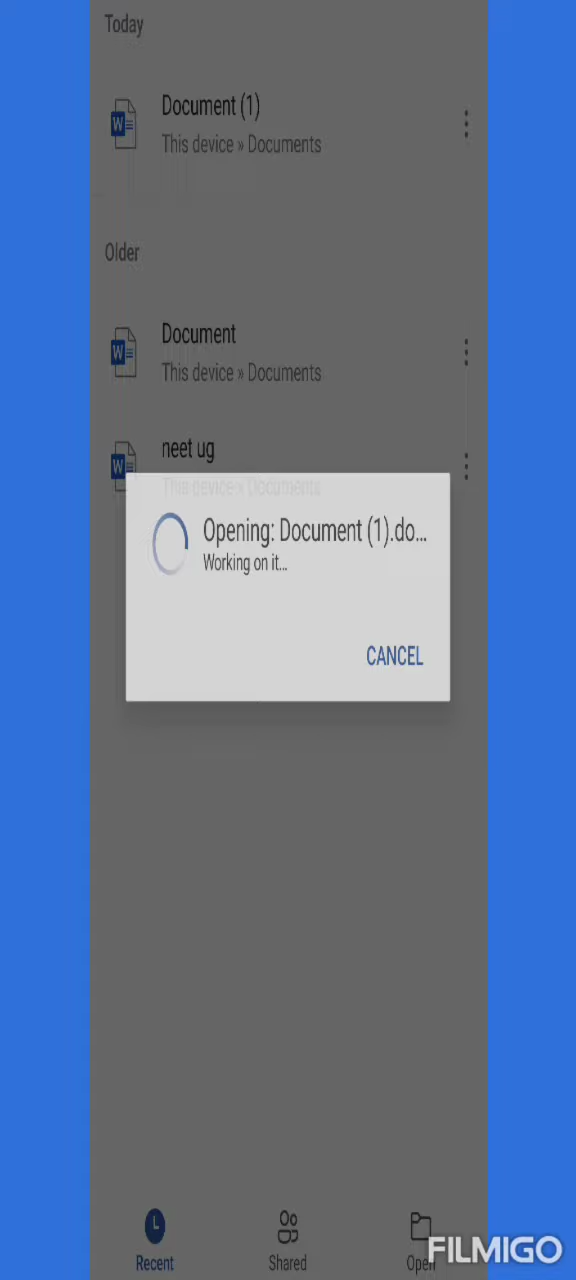 Today
Document (1)
This device » Documents
Older
Document
This device » Documents
neet ug
This device » Documents
Opening: Document (1).do...
Working on it...
CANCEL
Recent
Shared
Open
FILMIGO